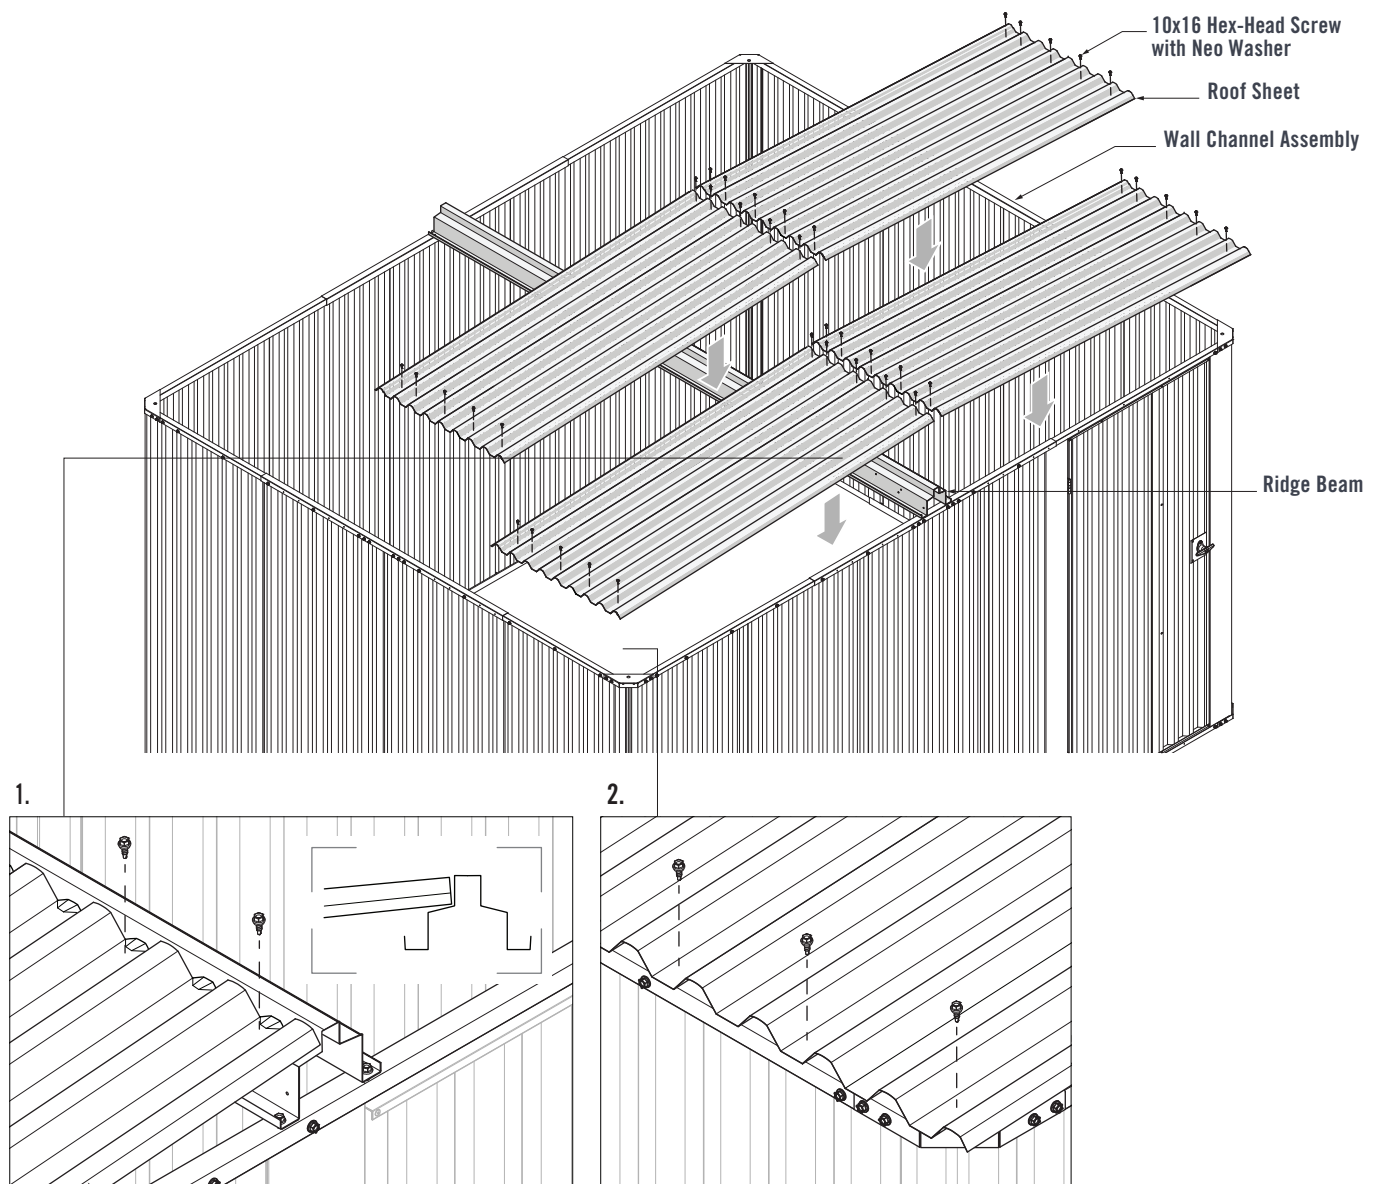 10x16 Hex-Head Screw
with Neo Washer
Roof Sheet
Wall Channel Assembly
Ridge Beam
1.
2.